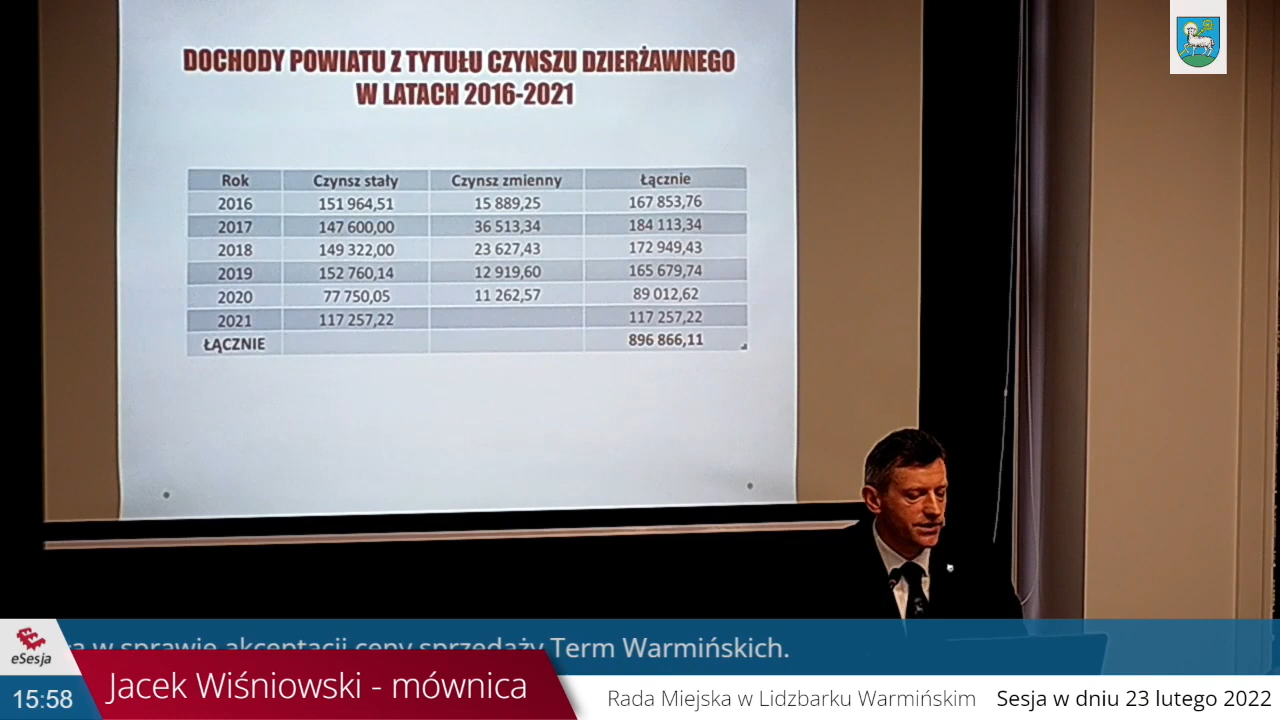 DOCHODY POWIATU Z TYTUŁU CZYNSZU DZIERŻAWNEGO
W LATACH 2016-2021
Rok Czynsz stały Czynsz zmienny Łącznie
2016 151 964,51 15 889,25 167 853,76
2017 147 600,00 36 513,34 184 113,34
2018 149 322,00 23 627,43 172 949,43
2019 152 760,14 12 919,60 165 679,74
2020 77 750,05 11 262,57 89 012,62
2021 117 257,22 117 257,22
ŁĄCZNIE 896 866,11
w sprawie akceptacji ceny sprzedaży Term Warmińskich.
eSesja
15:58
Jacek Wiśniowski - mównica
Rada Miejska w Lidzbarku Warmińskim Sesja w dniu 23 lutego 2022